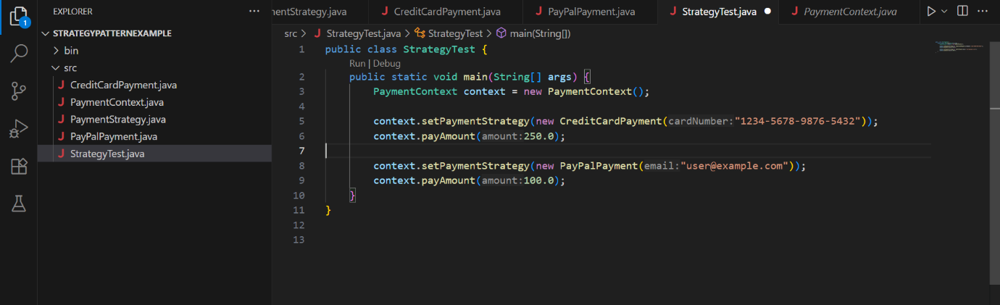 EXPLORER
STRATEGYPATTERNEXAMPLE
bin
src
CreditCardPayment.java
PaymentContext.java
PaymentStrategy.java
PayPalPayment.java
StrategyTest.java
1
mentStrategy.java
CreditCardPayment.java
PayPalPayment.java
StrategyTest.java
PaymentContext.java
src > StrategyTest.java > StrategyTest > main(String[])
1 public class StrategyTest {
Run | Debug
2 public static void main(String[] args) {
3 PaymentContext context = new PaymentContext();
4
5 context.setPaymentStrategy(new CreditCardPayment(cardNumber:"1234-5678-9876-5432"));
6 context.payAmount(amount:250.0);
7
8 context.setPaymentStrategy(new PayPalPayment(email:"user@example.com"));
9 context.payAmount(amount:100.0);
10 }
11 }
12
13